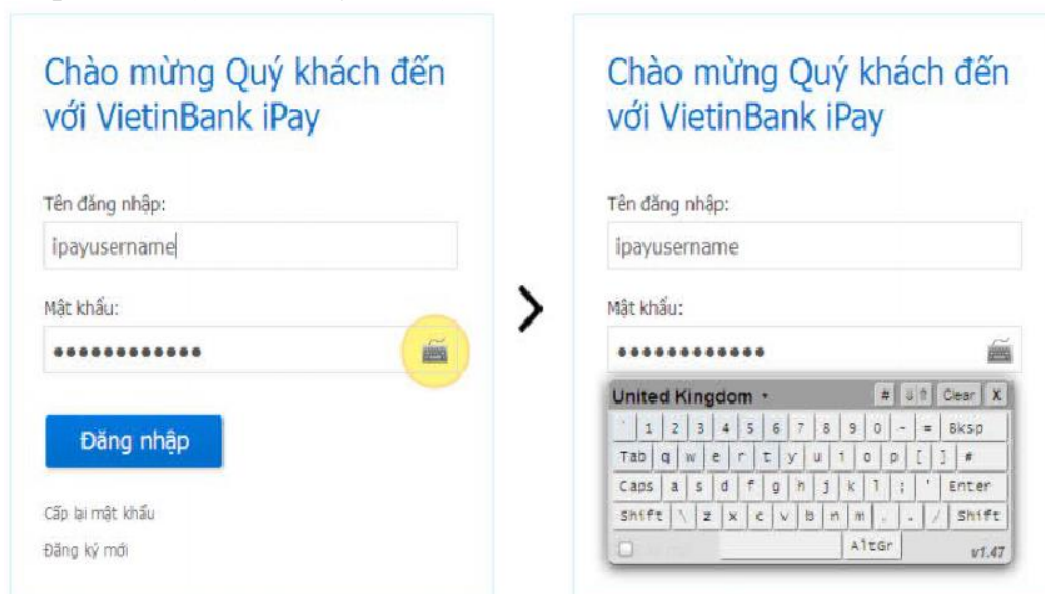 Chào mừng Quý khách đến
với VietinBank iPay
Tên đăng nhập:
ipayusername
Mật khẩu:
Đăng nhập
Cấp lại mật khẩu
Đăng ký mới
Chào mừng Quý khách đến
với VietinBank iPay
Tên đăng nhập:
ipayusername
Mật khẩu:
United Kingdom # ⇩⇧ Clear X
` 1 2 3 4 5 6 7 8 9 0 - = Bksp
Tab q w e r t y u i o p [ ] #
Caps a s d f g h j k l ; ' Enter
Shift \ z x c v b n m , . / Shift
AltGr
v1.47